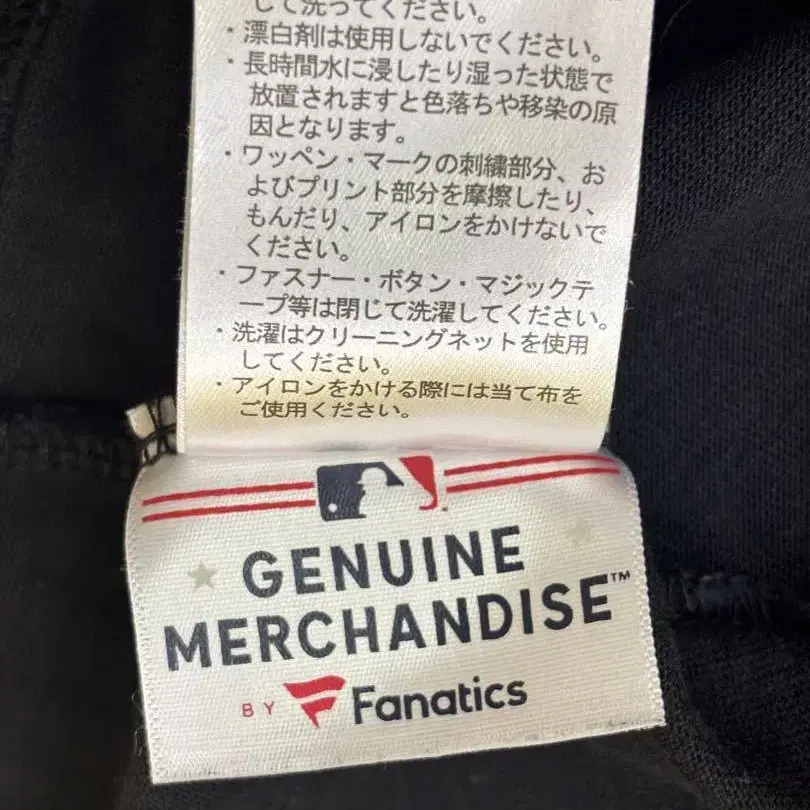 して洗ってください。
・漂白剤は使用しないでください。
・長時間水に浸したり湿った状態で
放置されますと色落ちや移染の原
因となります。
・ワッペン・マークの刺繍部分、お
よびプリント部分を摩擦したり、
もんだり、アイロンをかけないで
ください。
・ファスナー・ボタン・マジックテ
ープ等は閉じて洗濯してください。
・洗濯はクリーニングネットを使用
してください。
・アイロンをかける際には当て布を
ご使用ください。
GENUINE
MERCHANDISE™
BY Fanatics